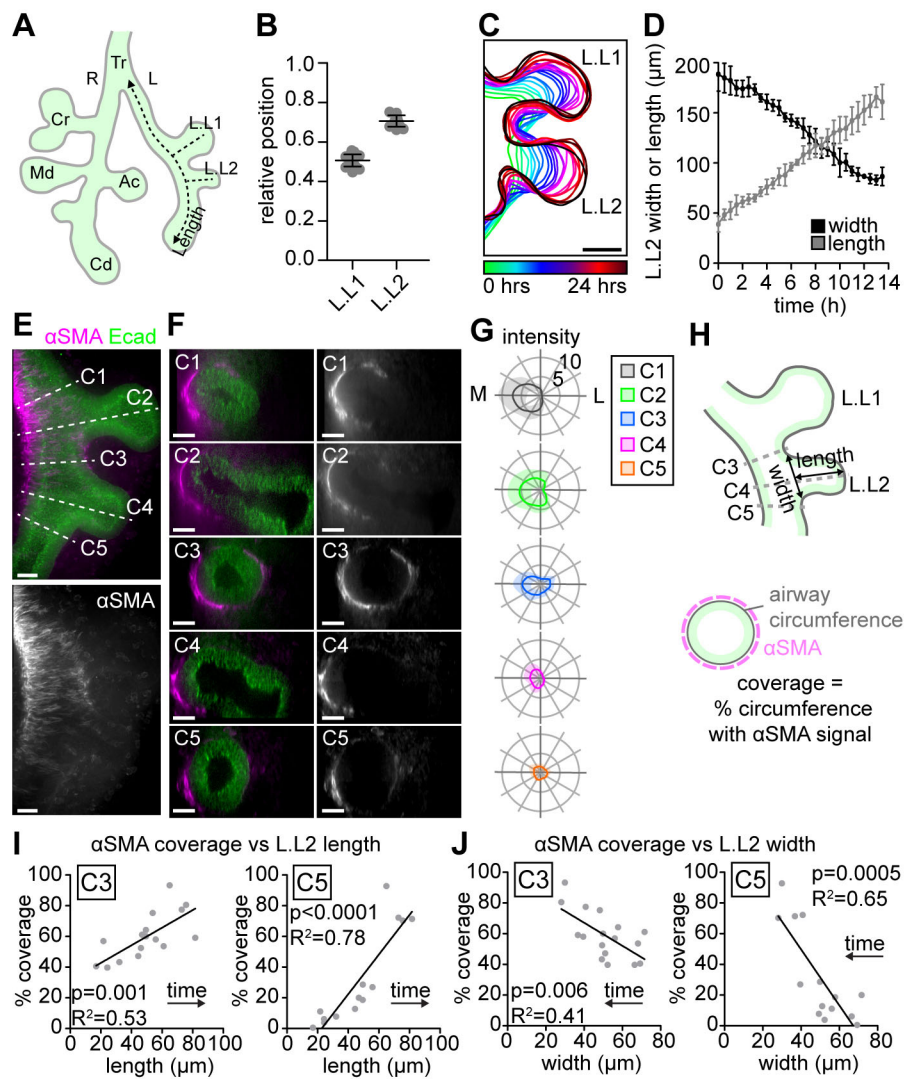 A
Tr
R
L
Cr
L.L1
Md
Ac
L.L2
Length
Cd
B
relative position
1.0
0.8
0.6
0.4
0.2
0.0
L.L1
L.L2
C
L.L1
L.L2
0 hrs
24 hrs
D
L.L2 width or length (µm)
200
150
100
50
0
width
length
0 2 4 6 8 10 12 14
time (h)
E
αSMA Ecad
C1
C2
C3
C4
C5
αSMA
F
C1
C1
C2
C2
C3
C3
C4
C4
C5
C5
G
intensity
10
5
M
L
C1
C2
C3
C4
C5
H
L.L1
length
width
L.L2
C3
C4
C5
airway
circumference
αSMA
coverage =
% circumference
with αSMA signal
I
αSMA coverage vs L.L2 length
% coverage
100
80
60
40
20
0
C3
p=0.001
R²=0.53
time
0 20 40 60 80 100
length (µm)
% coverage
100
80
60
40
20
0
C5
p<0.0001
R²=0.78
time
0 20 40 60 80 100
length (µm)
J
αSMA coverage vs L.L2 width
% coverage
100
80
60
40
20
0
C3
p=0.006
R²=0.41
time
0 20 40 60 80
width (µm)
% coverage
100
80
60
40
20
0
C5
p=0.0005
R²=0.65
time
0 20 40 60 80
width (µm)